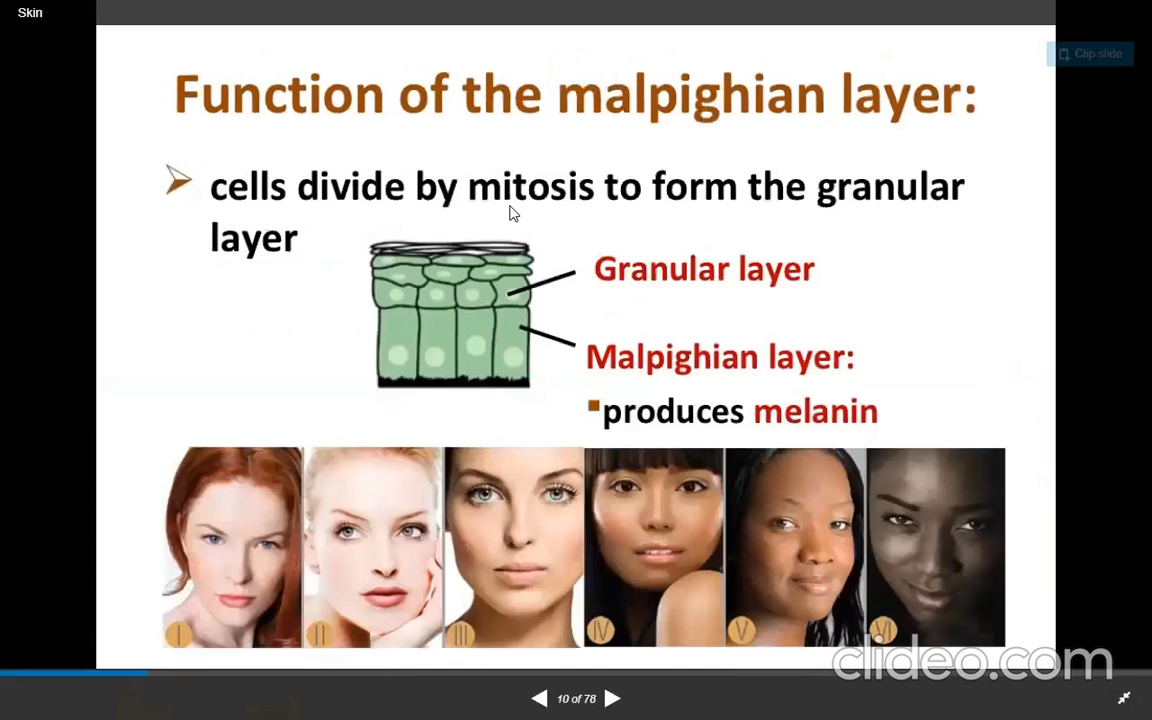 Skin
Clip slide
Function of the malpighian layer:
cells divide by mitosis to form the granular
layer
Granular layer
Malpighian layer:
produces melanin
I II III IV V VI
clideo.com
10 of 78